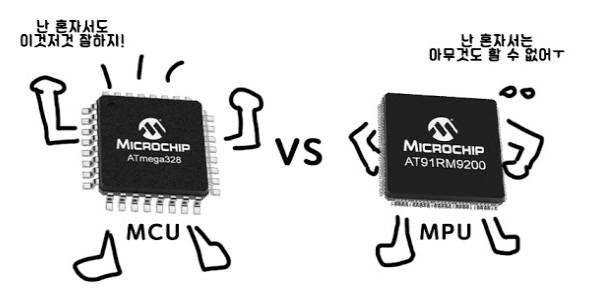 난 혼자서도
이것저것 잘하지!
난 혼자서는
아무것도 할 수 없어ㅜ
MICROCHIP
ATmega328
VS
MICROCHIP
AT91RM9200
MCU
MPU